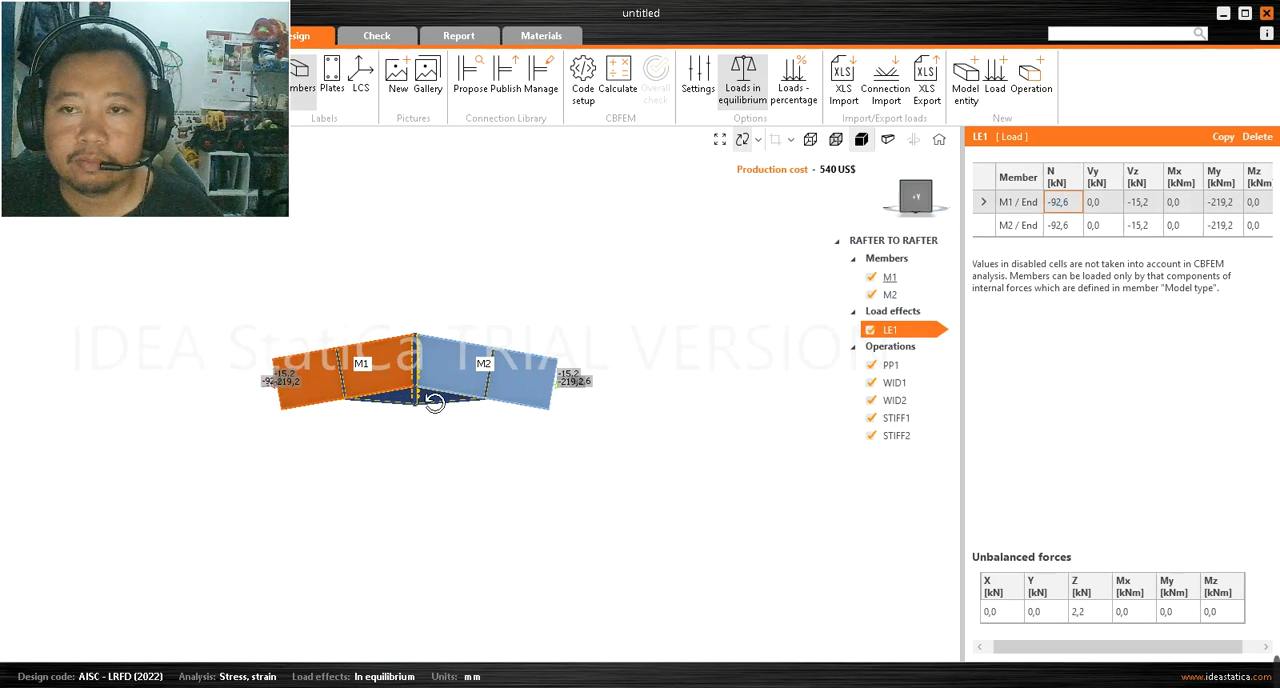 untitled
sign
Check
Report
Materials
mbers
Plates
LCS
New
Gallery
Propose
Publish
Manage
Code setup
Calculate
Overall check
Settings
Loads in equilibrium
Loads - percentage
XLS Import
Connection Import
XLS Export
Model entity
Load
Operation
Labels
Pictures
Connection Library
CBFEM
Options
Import/Export loads
New
Production cost - 540 US$
+Y
RAFTER TO RAFTER
Members
M1
M2
Load effects
LE1
Operations
PP1
WID1
WID2
STIFF1
STIFF2
IDEA StatiCa TRIAL VERSION
M1
M2
-15,2
-219,2
-15,2
LE1 [ Load ]
Copy
Delete
Member N [kN] Vy [kN] Vz [kN] Mx [kNm] My [kNm] Mz [kNm
M1 / End -92,6 0,0 -15,2 0,0 -219,2 0,0
M2 / End -92,6 0,0 -15,2 0,0 -219,2 0,0
Values in disabled cells are not taken into account in CBFEM
analysis. Members can be loaded only by that components of
internal forces which are defined in member "Model type".
Unbalanced forces
X [kN] Y [kN] Z [kN] Mx [kNm] My [kNm] Mz [kNm]
0,0 0,0 2,2 0,0 0,0 0,0
Design code: AISC - LRFD (2022) Analysis: Stress, strain Load effects: In equilibrium Units: mm
www.ideastatica.com